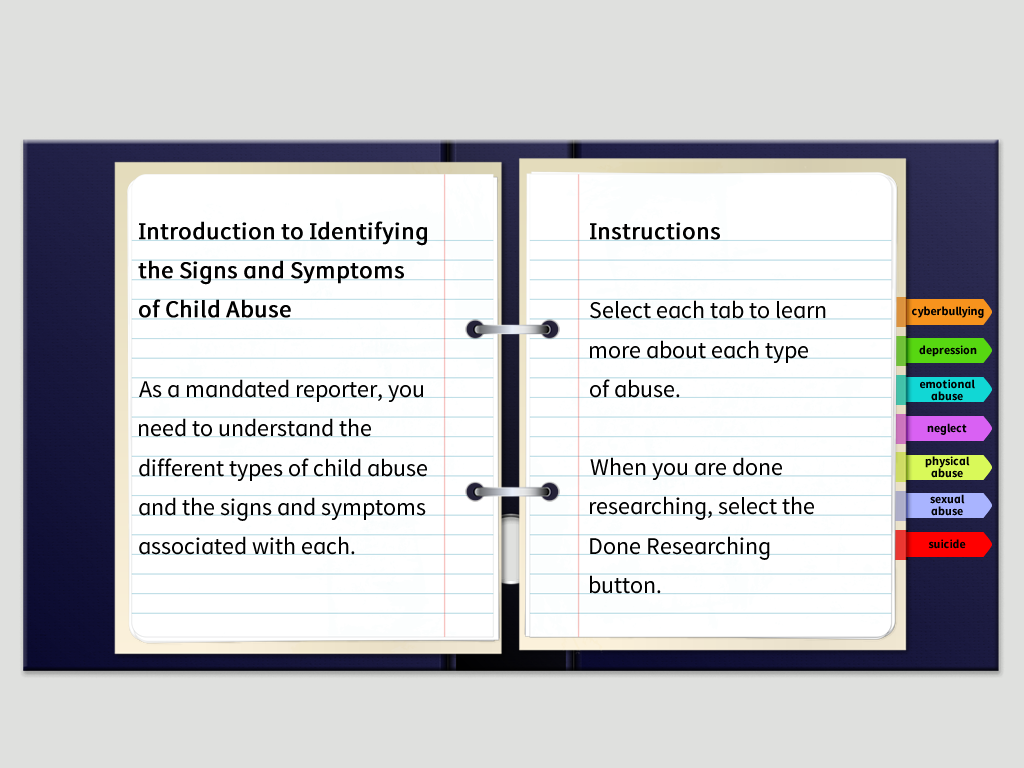 Introduction to Identifying
the Signs and Symptoms
of Child Abuse
As a mandated reporter, you
need to understand the
different types of child abuse
and the signs and symptoms
associated with each.
Instructions
Select each tab to learn
more about each type
of abuse.
When you are done
researching, select the
Done Researching
button.
cyberbullying
depression
emotional
abuse
neglect
physical
abuse
sexual
abuse
suicide